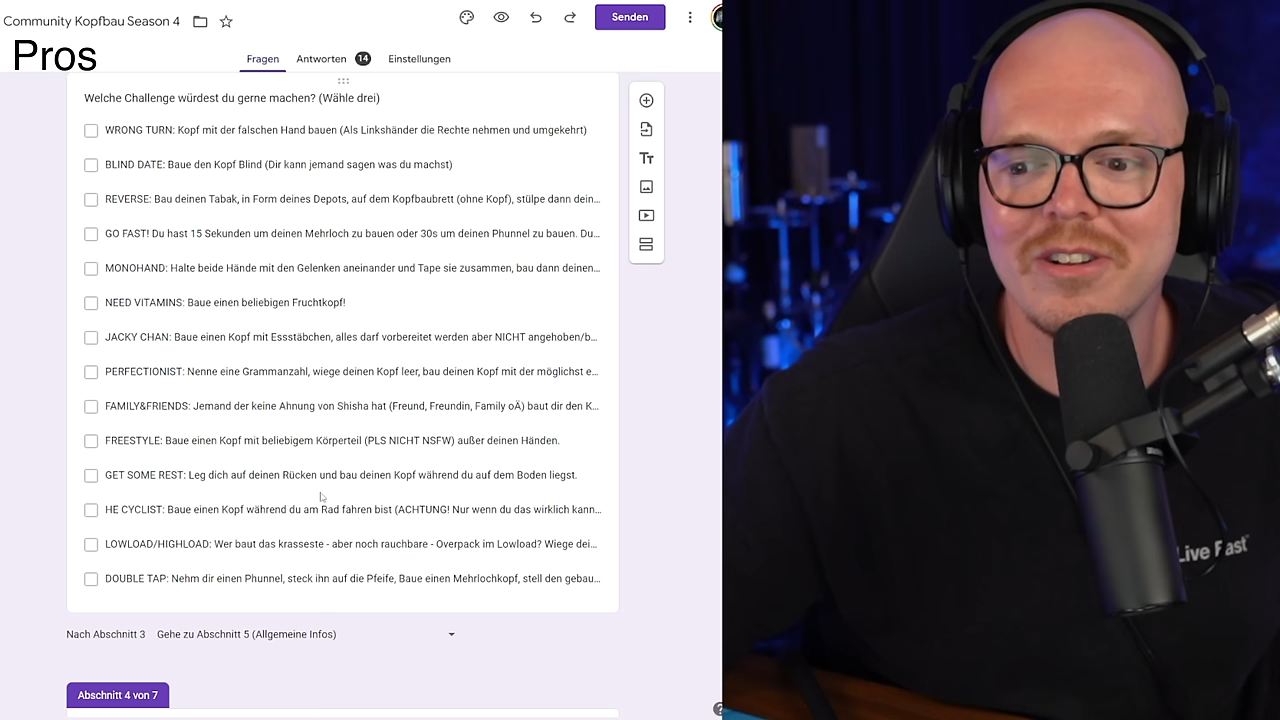 Community Kopfbau Season 4
Senden
Pros
Fragen Antworten 14 Einstellungen
Welche Challenge würdest du gerne machen? (Wähle drei)
WRONG TURN: Kopf mit der falschen Hand bauen (Als Linkshänder die Rechte nehmen und umgekehrt)
BLIND DATE: Baue den Kopf Blind (Dir kann jemand sagen was du machst)
REVERSE: Bau deinen Tabak, in Form deines Depots, auf dem Kopfbaubrett (ohne Kopf), stülpe dann dein...
GO FAST! Du hast 15 Sekunden um deinen Mehrloch zu bauen oder 30s um deinen Phunnel zu bauen. Du...
MONOHAND: Halte beide Hände mit den Gelenken aneinander und Tape sie zusammen, bau dann deinen...
NEED VITAMINS: Baue einen beliebigen Fruchtkopf!
JACKY CHAN: Baue einen Kopf mit Essstäbchen, alles darf vorbereitet werden aber NICHT angehoben/b...
PERFECTIONIST: Nenne eine Grammanzahl, wiege deinen Kopf leer, bau deinen Kopf mit der möglichst e...
FAMILY&FRIENDS: Jemand der keine Ahnung von Shisha hat (Freund, Freundin, Family oÄ) baut dir den K...
FREESTYLE: Baue einen Kopf mit beliebigem Körperteil (PLS NICHT NSFW) außer deinen Händen.
GET SOME REST: Leg dich auf deinen Rücken und bau deinen Kopf während du auf dem Boden liegst.
HE CYCLIST: Baue einen Kopf während du am Rad fahren bist (ACHTUNG! Nur wenn du das wirklich kann...
LOWLOAD/HIGHLOAD: Wer baut das krasseste - aber noch rauchbare - Overpack im Lowload? Wiege dei...
DOUBLE TAP: Nehm dir einen Phunnel, steck ihn auf die Pfeife, Baue einen Mehrlochkopf, stell den gebau...
Nach Abschnitt 3 Gehe zu Abschnitt 5 (Allgemeine Infos)
Abschnitt 4 von 7
Live Fast